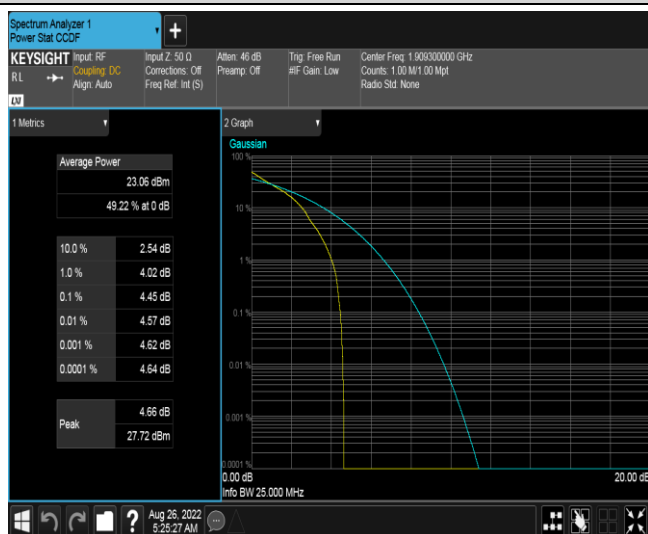 Spectrum Analyzer 1
Power Stat CCDF
KEYSIGHT
RL
LXI
Input: RF
Coupling: DC
Align: Auto
Input Z: 50 Ω
Corrections: Off
Freq Ref: Int (S)
Atten: 46 dB
Preamp: Off
Trig: Free Run
#IF Gain: Low
Center Freq: 1.909300000 GHz
Counts: 1.00 M/1.00 Mpt
Radio Std: None
1 Metrics
Average Power
23.06 dBm
49.22 % at 0 dB
10.0 % 2.54 dB
1.0 % 4.02 dB
0.1 % 4.45 dB
0.01 % 4.57 dB
0.001 % 4.62 dB
0.0001 % 4.64 dB
Peak
4.66 dB
27.72 dBm
2 Graph
Gaussian
100 %
10 %
1 %
0.1 %
0.01 %
0.001 %
0.0001 %
0.00 dB 20.00 dB
Info BW 25.000 MHz
?
Aug 26, 2022
5:25:27 AM